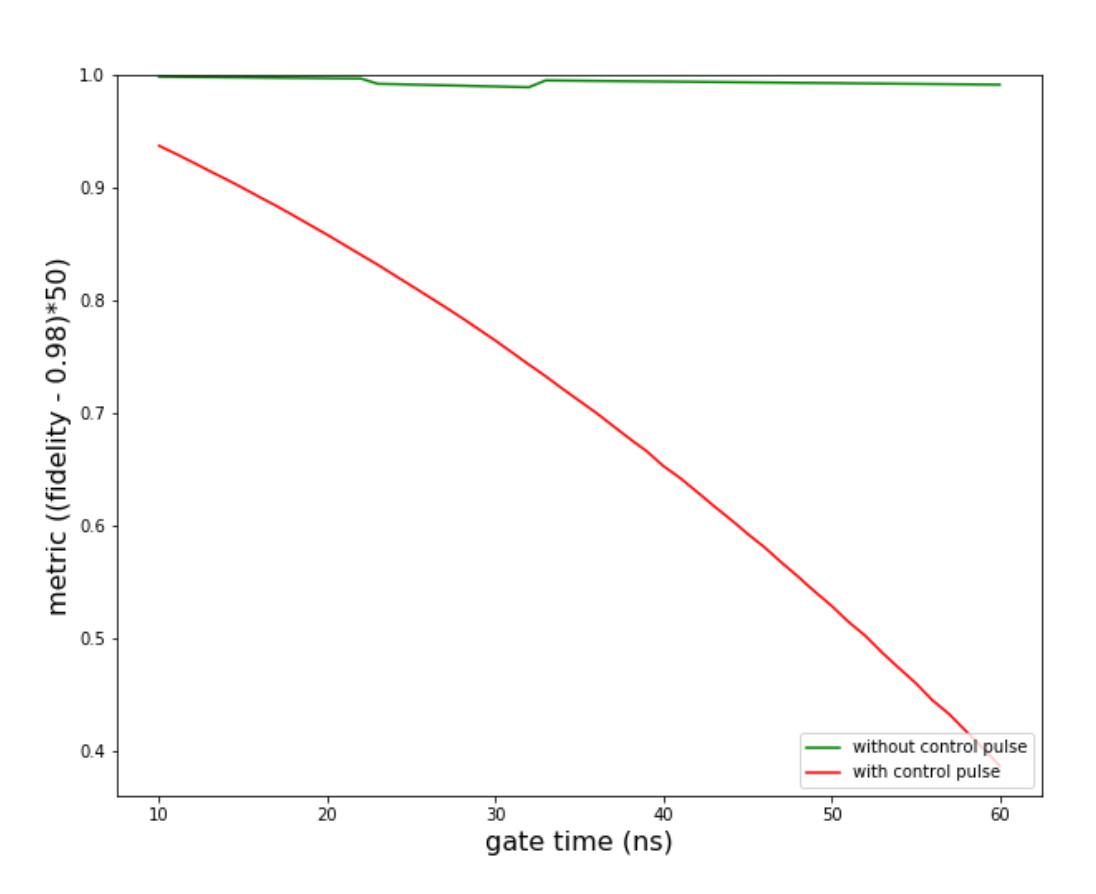 metric ((fidelity - 0.98)*50)
1.0
0.9
0.8
0.7
0.6
0.5
0.4
without control pulse
with control pulse
10 20 30 40 50 60
gate time (ns)